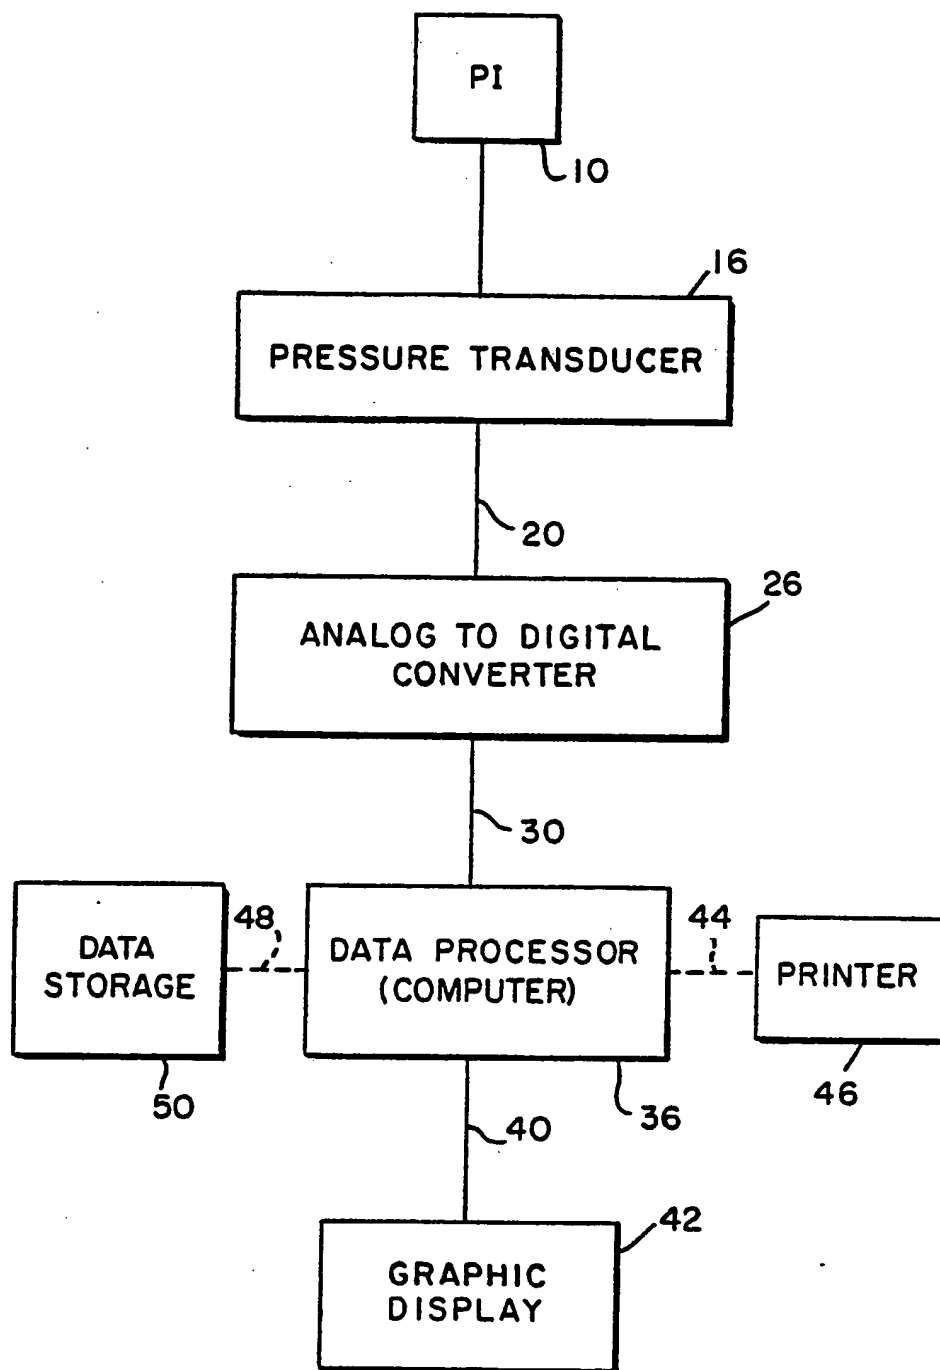 PI
10
16
PRESSURE TRANSDUCER
20
26
ANALOG TO DIGITAL
CONVERTER
30
48
44
DATA
STORAGE
DATA PROCESSOR
(COMPUTER)
PRINTER
50
36
46
40
42
GRAPHIC
DISPLAY